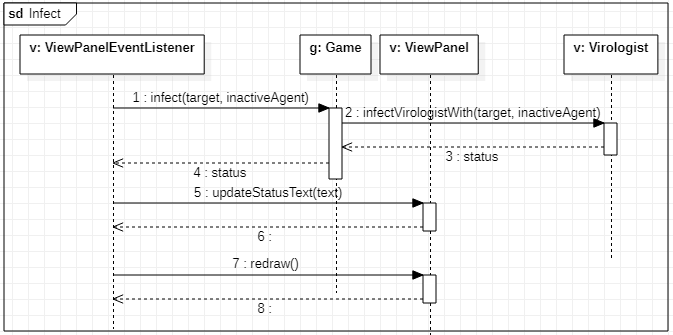 sd Infect
v: ViewPanelEventListener
g: Game
v: ViewPanel
v: Virologist
1 : infect(target, inactiveAgent)
2 : infectVirologistWith(target, inactiveAgent)
3 : status
4 : status
5 : updateStatusText(text)
6 :
7 : redraw()
8 :